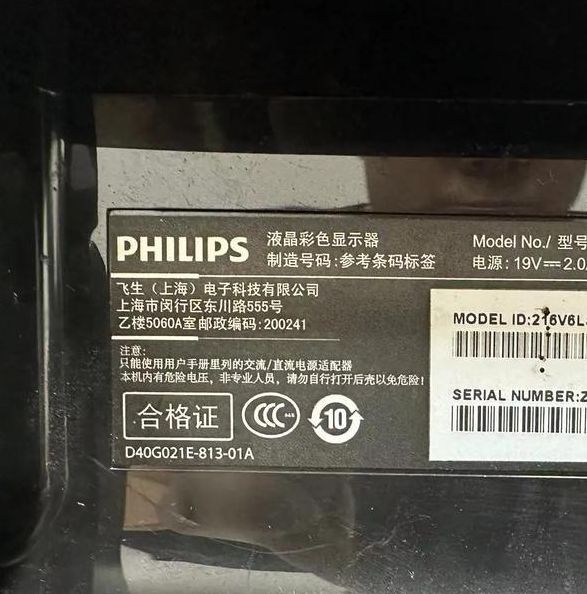 PHILIPS
液晶彩色显示器
制造号码:参考条码标签
Model No./ 型号
电源: 19V⎓2.0
飞生（上海）电子科技有限公司
上海市闵行区东川路555号
乙楼5060A室 邮政编码:200241
注意:
只能使用用户手册里列的交流/直流电源适配器
本机内有危险电压，非专业人员，请勿自行打开后壳以免危险!
合格证
CCC
10
D40G021E-813-01A
MODEL ID:216V6L
SERIAL NUMBER:Z